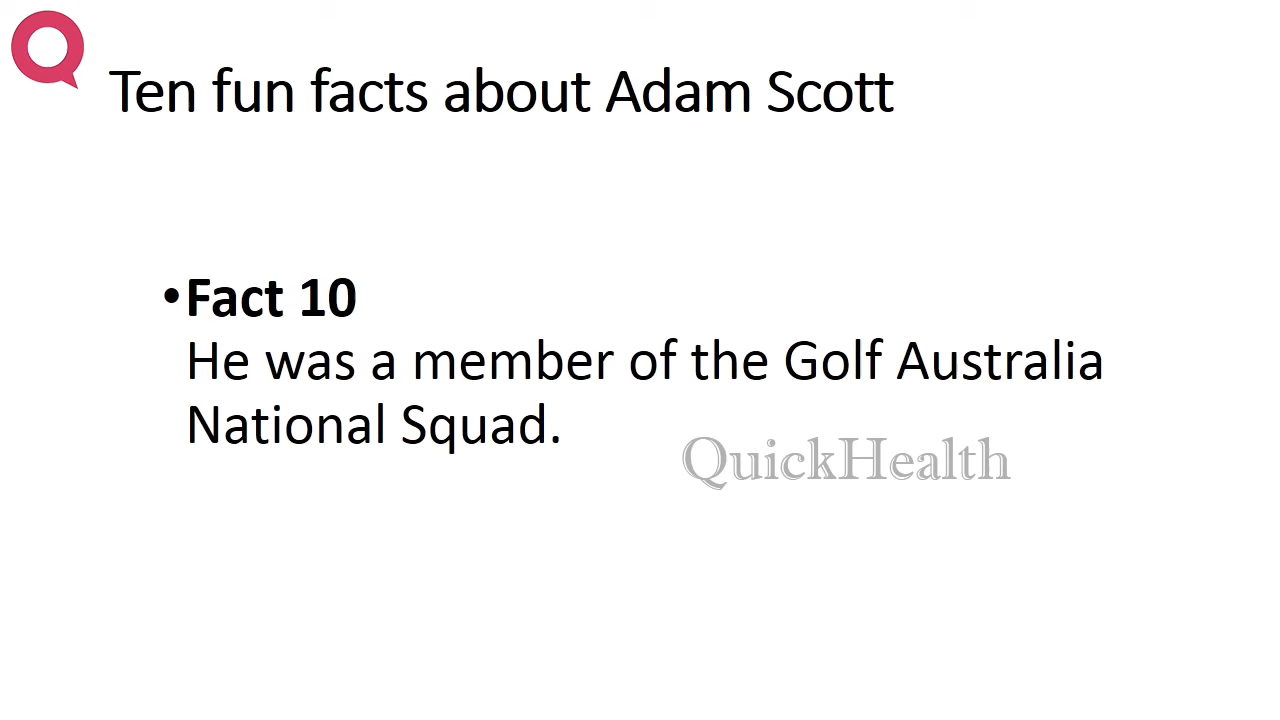 Ten fun facts about Adam Scott
•Fact 10
He was a member of the Golf Australia
National Squad.
QuickHealth